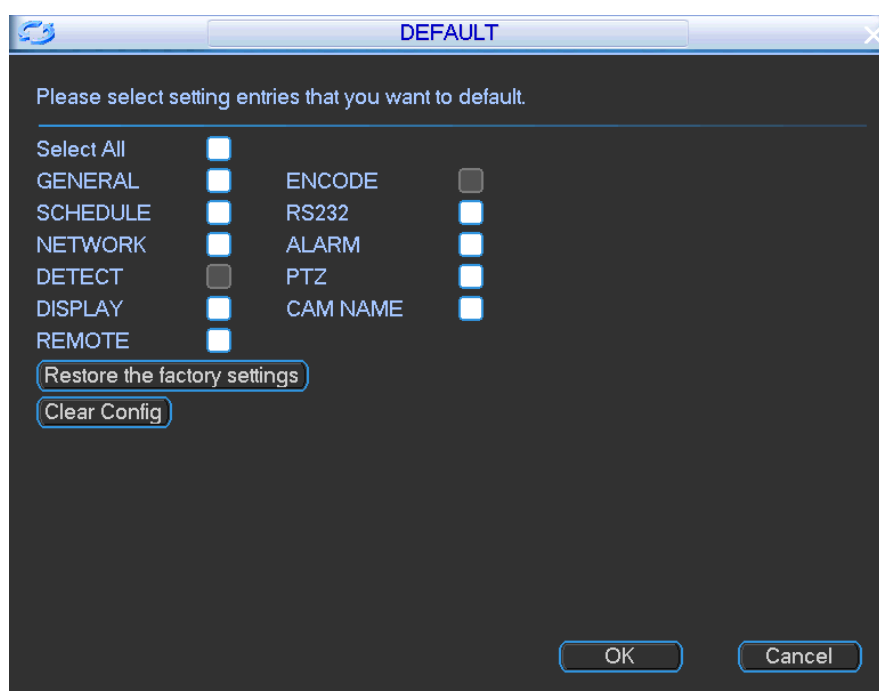 DEFAULT
Please select setting entries that you want to default.
Select All
GENERAL ENCODE
SCHEDULE RS232
NETWORK ALARM
DETECT PTZ
DISPLAY CAM NAME
REMOTE
Restore the factory settings
Clear Config
OK Cancel